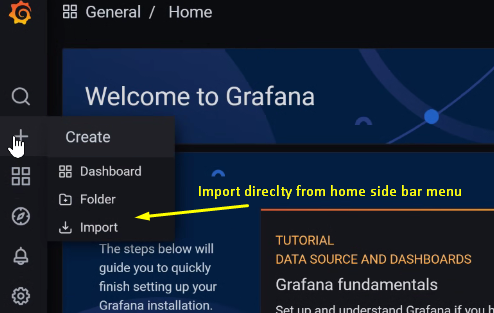 General / Home
Welcome to Grafana
Create
Dashboard
Folder
Import
Import direclty from home side bar menu
The steps below will
guide you to quickly
finish setting up your
Grafana installation.
TUTORIAL
DATA SOURCE AND DASHBOARDS
Grafana fundamentals
Set up and understand Grafana if you